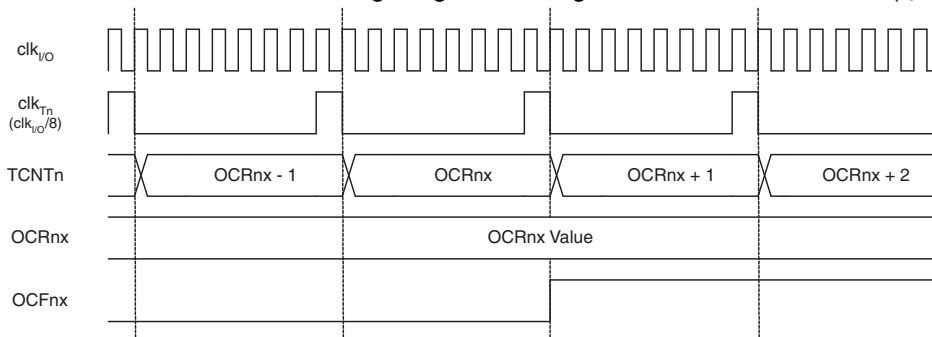 clkI/O
clkTn
(clkI/O/8)
TCNTn
OCRnx - 1
OCRnx
OCRnx + 1
OCRnx + 2
OCRnx
OCRnx Value
OCFnx